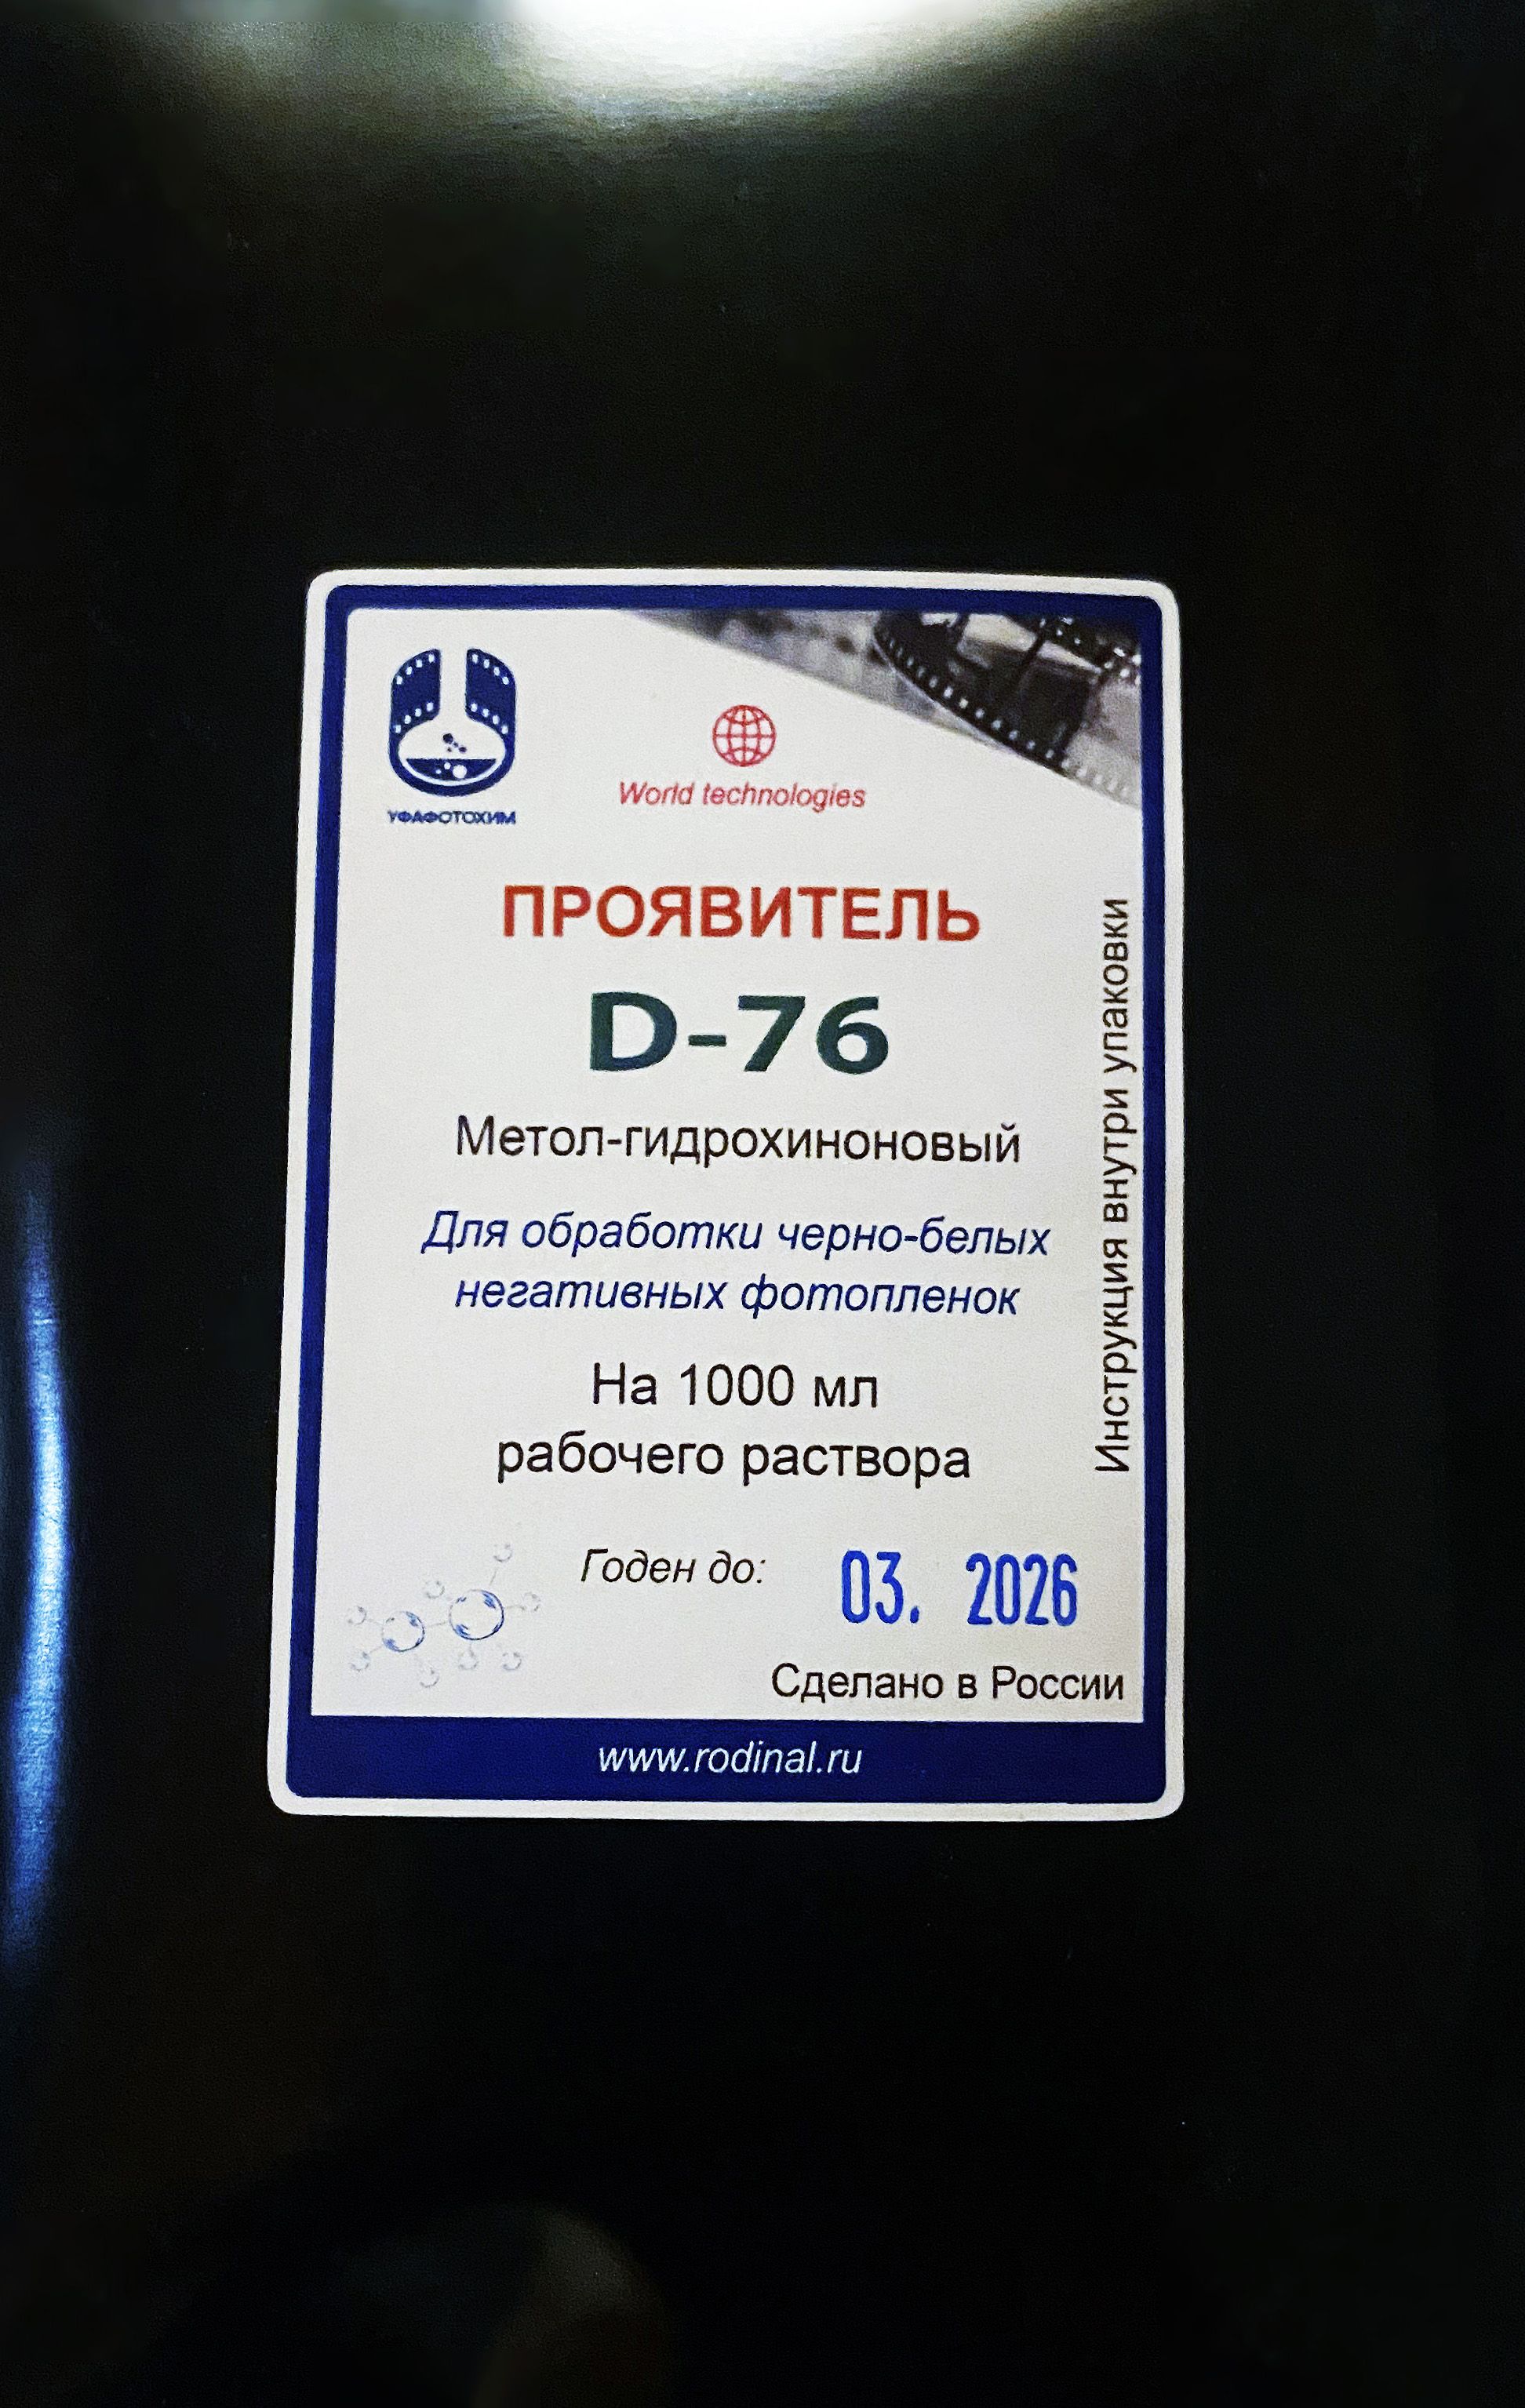 УФАФОТОХИМ
World technologies
ПРОЯВИТЕЛЬ
D-76
Метол-гидрохиноновый
Для обработки черно-белых
негативных фотопленок
На 1000 мл
рабочего раствора
Годен до: 03. 2026
Сделано в России
www.rodinal.ru
Инструкция внутри упаковки